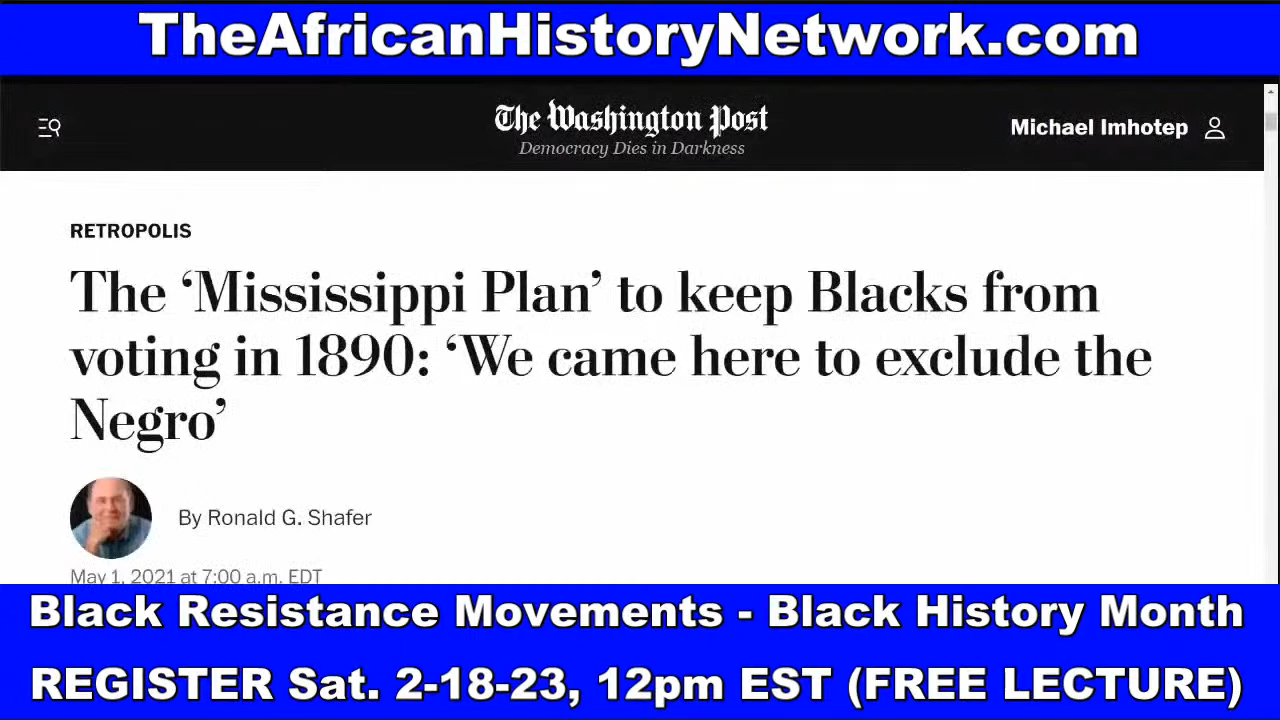 TheAfricanHistoryNetwork.com
The Washington Post
Democracy Dies in Darkness
Michael Imhotep
RETROPOLIS
The ‘Mississippi Plan’ to keep Blacks from
voting in 1890: ‘We came here to exclude the
Negro’
By Ronald G. Shafer
May 1, 2021 at 7:00 a.m. EDT
Black Resistance Movements - Black History Month
REGISTER Sat. 2-18-23, 12pm EST (FREE LECTURE)